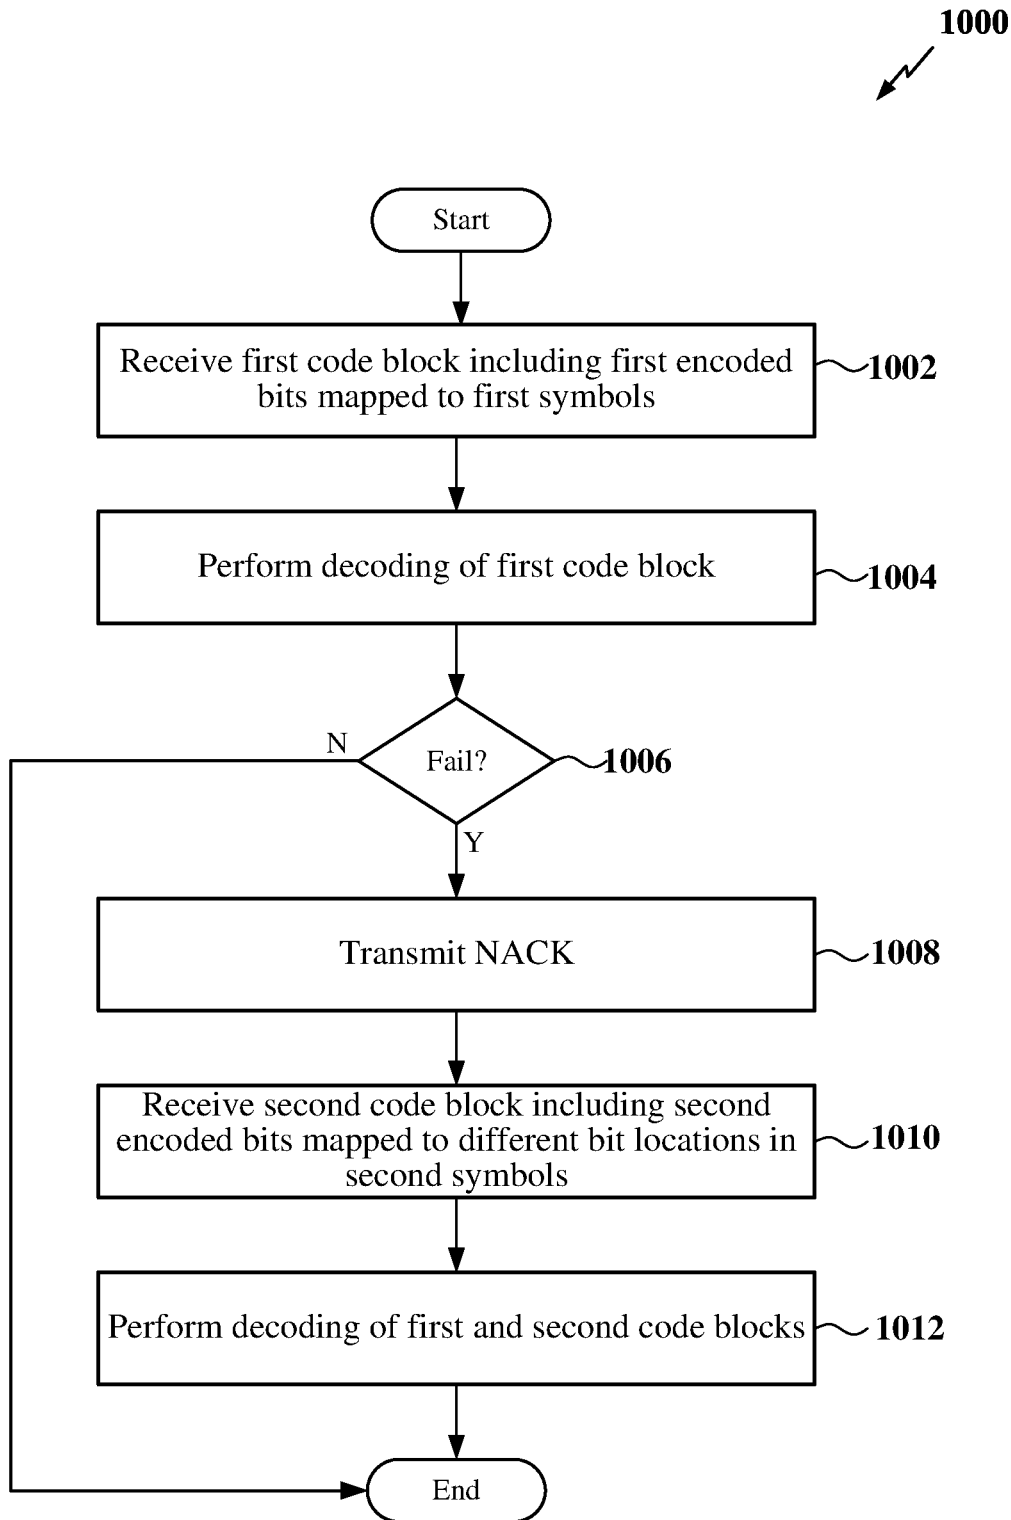 1000
Start
Receive first code block including first encoded
bits mapped to first symbols
1002
Perform decoding of first code block
1004
N
Fail?
1006
Y
Transmit NACK
1008
Receive second code block including second
encoded bits mapped to different bit locations in
second symbols
1010
Perform decoding of first and second code blocks
1012
End